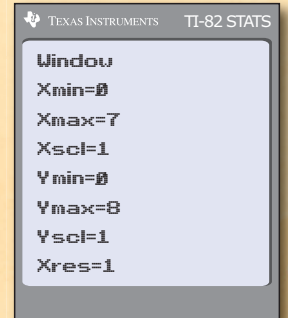 TEXAS INSTRUMENTS TI-82 STATS
Window
Xmin=0
Xmax=7
Xscl=1
Ymin=0
Ymax=8
Yscl=1
Xres=1